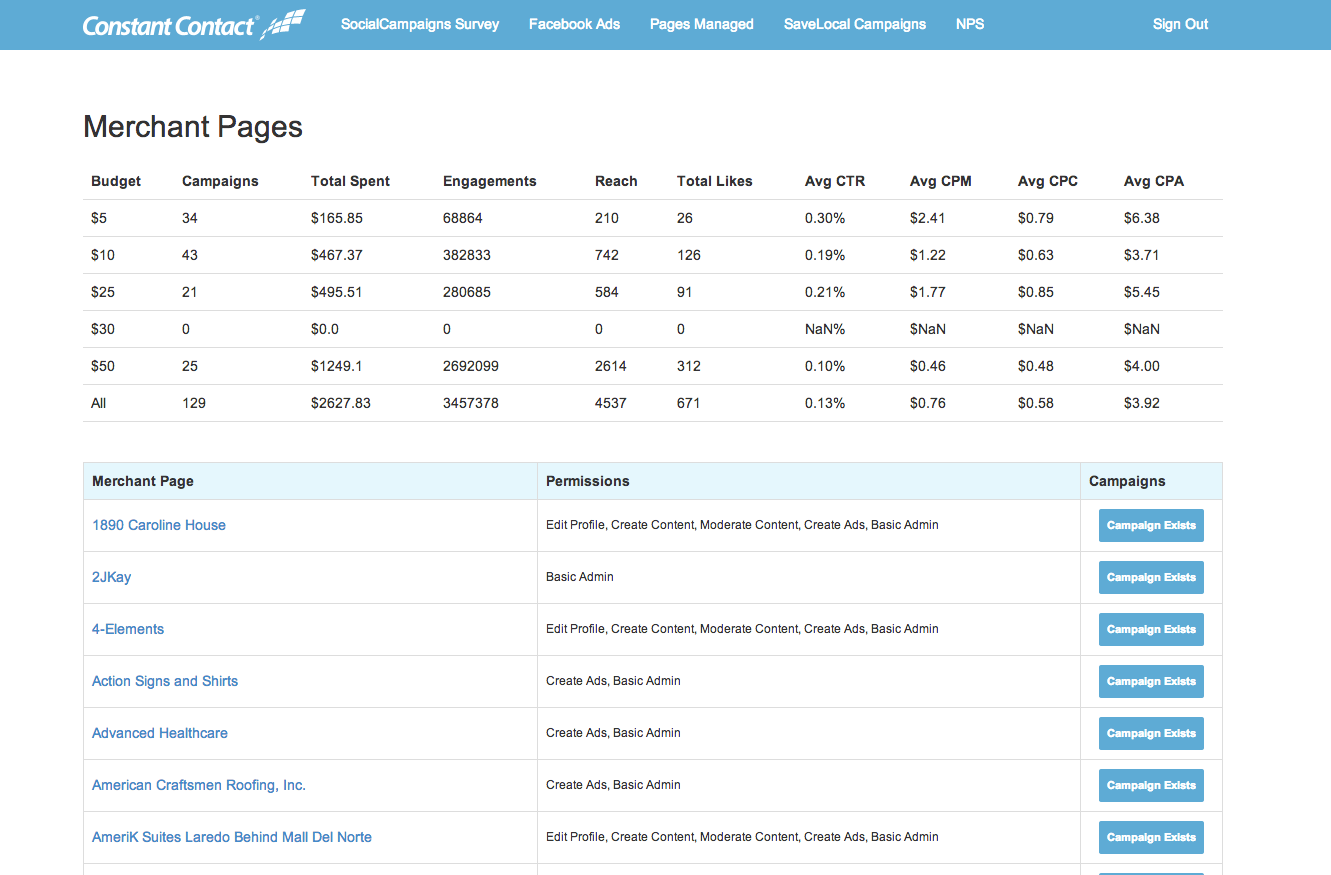 Constant Contact SocialCampaigns Survey Facebook Ads Pages Managed SaveLocal Campaigns NPS Sign Out
Merchant Pages
Budget Campaigns Total Spent Engagements Reach Total Likes Avg CTR Avg CPM Avg CPC Avg CPA
$5 34 $165.85 68864 210 26 0.30% $2.41 $0.79 $6.38
$10 43 $467.37 382833 742 126 0.19% $1.22 $0.63 $3.71
$25 21 $495.51 280685 584 91 0.21% $1.77 $0.85 $5.45
$30 0 $0.0 0 0 0 NaN% $NaN $NaN $NaN
$50 25 $1249.1 2692099 2614 312 0.10% $0.46 $0.48 $4.00
All 129 $2627.83 3457378 4537 671 0.13% $0.76 $0.58 $3.92
Merchant Page Permissions Campaigns
1890 Caroline House Edit Profile, Create Content, Moderate Content, Create Ads, Basic Admin Campaign Exists
2JKay Basic Admin Campaign Exists
4-Elements Edit Profile, Create Content, Moderate Content, Create Ads, Basic Admin Campaign Exists
Action Signs and Shirts Create Ads, Basic Admin Campaign Exists
Advanced Healthcare Create Ads, Basic Admin Campaign Exists
American Craftsmen Roofing, Inc. Create Ads, Basic Admin Campaign Exists
AmeriK Suites Laredo Behind Mall Del Norte Edit Profile, Create Content, Moderate Content, Create Ads, Basic Admin Campaign Exists